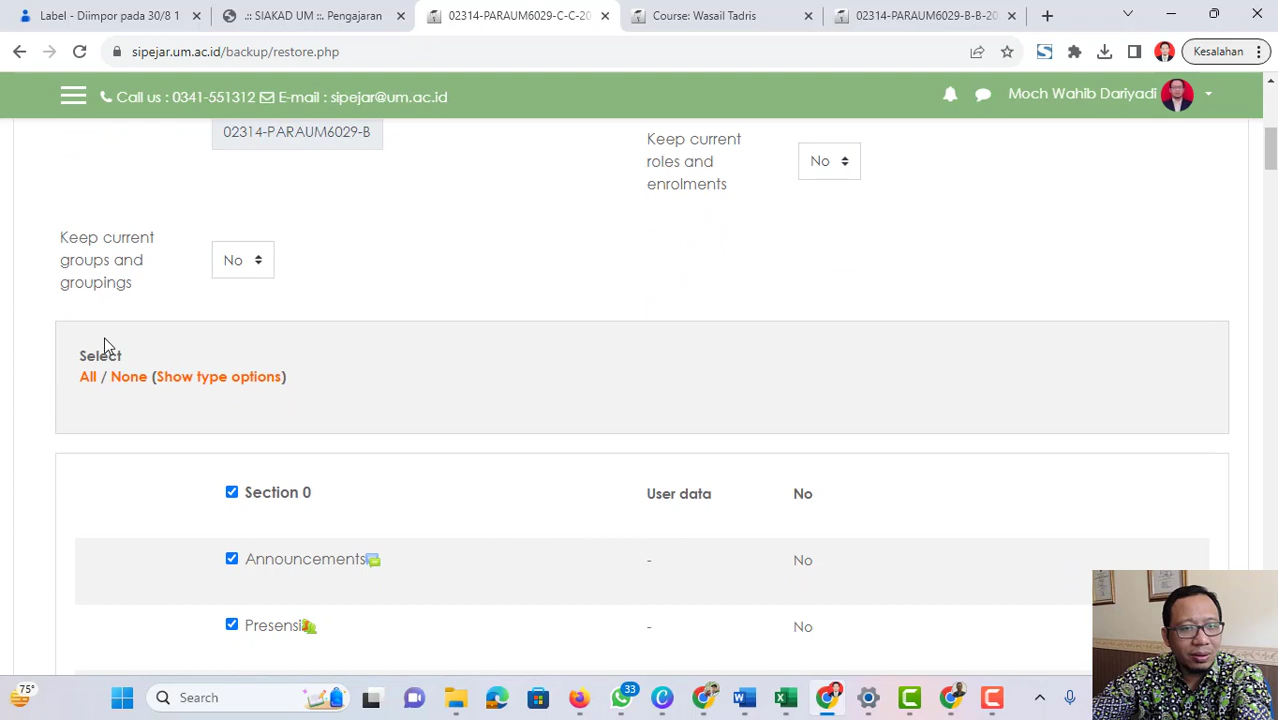 Label - Diimpor pada 30/8 1
.:: SIAKAD UM ::. Pengajaran
02314-PARAUM6029-C-C-20
Course: Wasail Tadris
02314-PARAUM6029-B-B-20
sipejar.um.ac.id/backup/restore.php
Kesalahan
Call us : 0341-551312 E-mail : sipejar@um.ac.id
Moch Wahib Dariyadi
02314-PARAUM6029-B
Keep current
roles and
enrolments
No
Keep current
groups and
groupings
No
Select
All / None (Show type options)
Section 0
User data
No
Announcements
-
No
Presensi
-
No
75°
Search
33